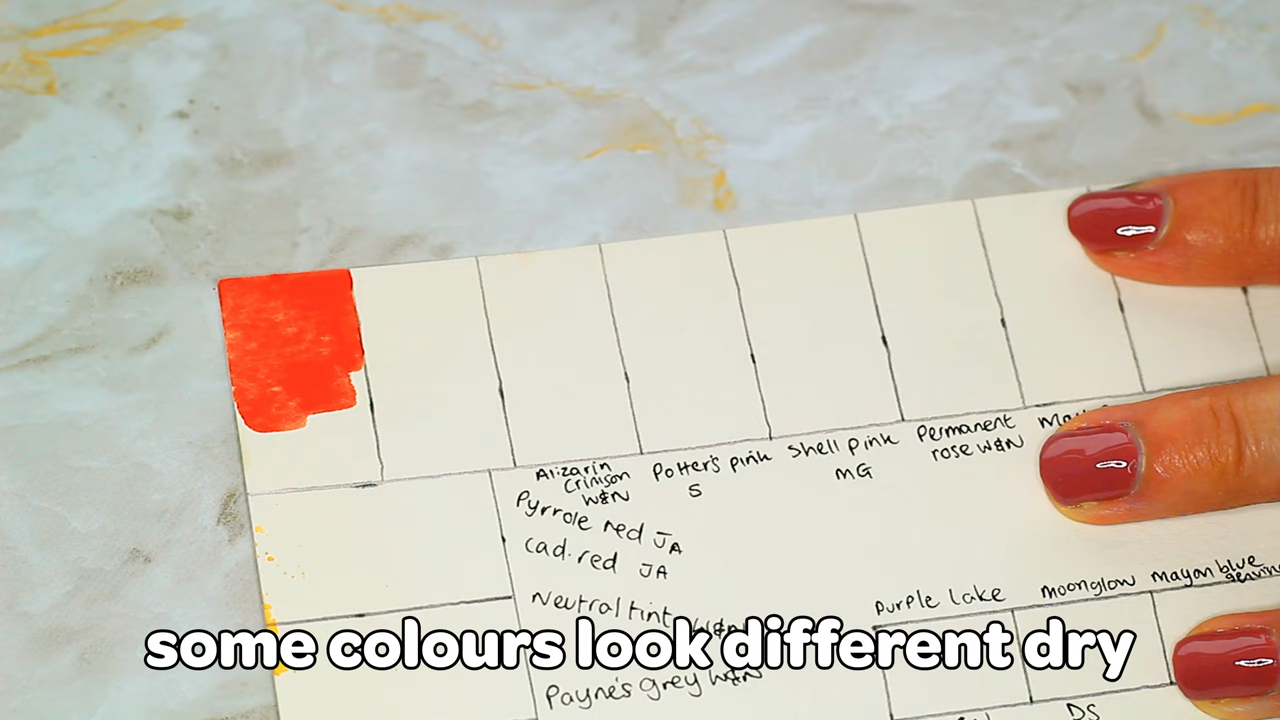 Alizarin
Crimson
W&N
Potter's pink
S
Shell pink
MG
Permanent
rose W&N
Pyrrole red JA
Cad. red JA
Purple Lake
Moonglow
Mayan blue
genuine
Neutral tint W&N
some colours look different dry
Payne's grey W&N
DS